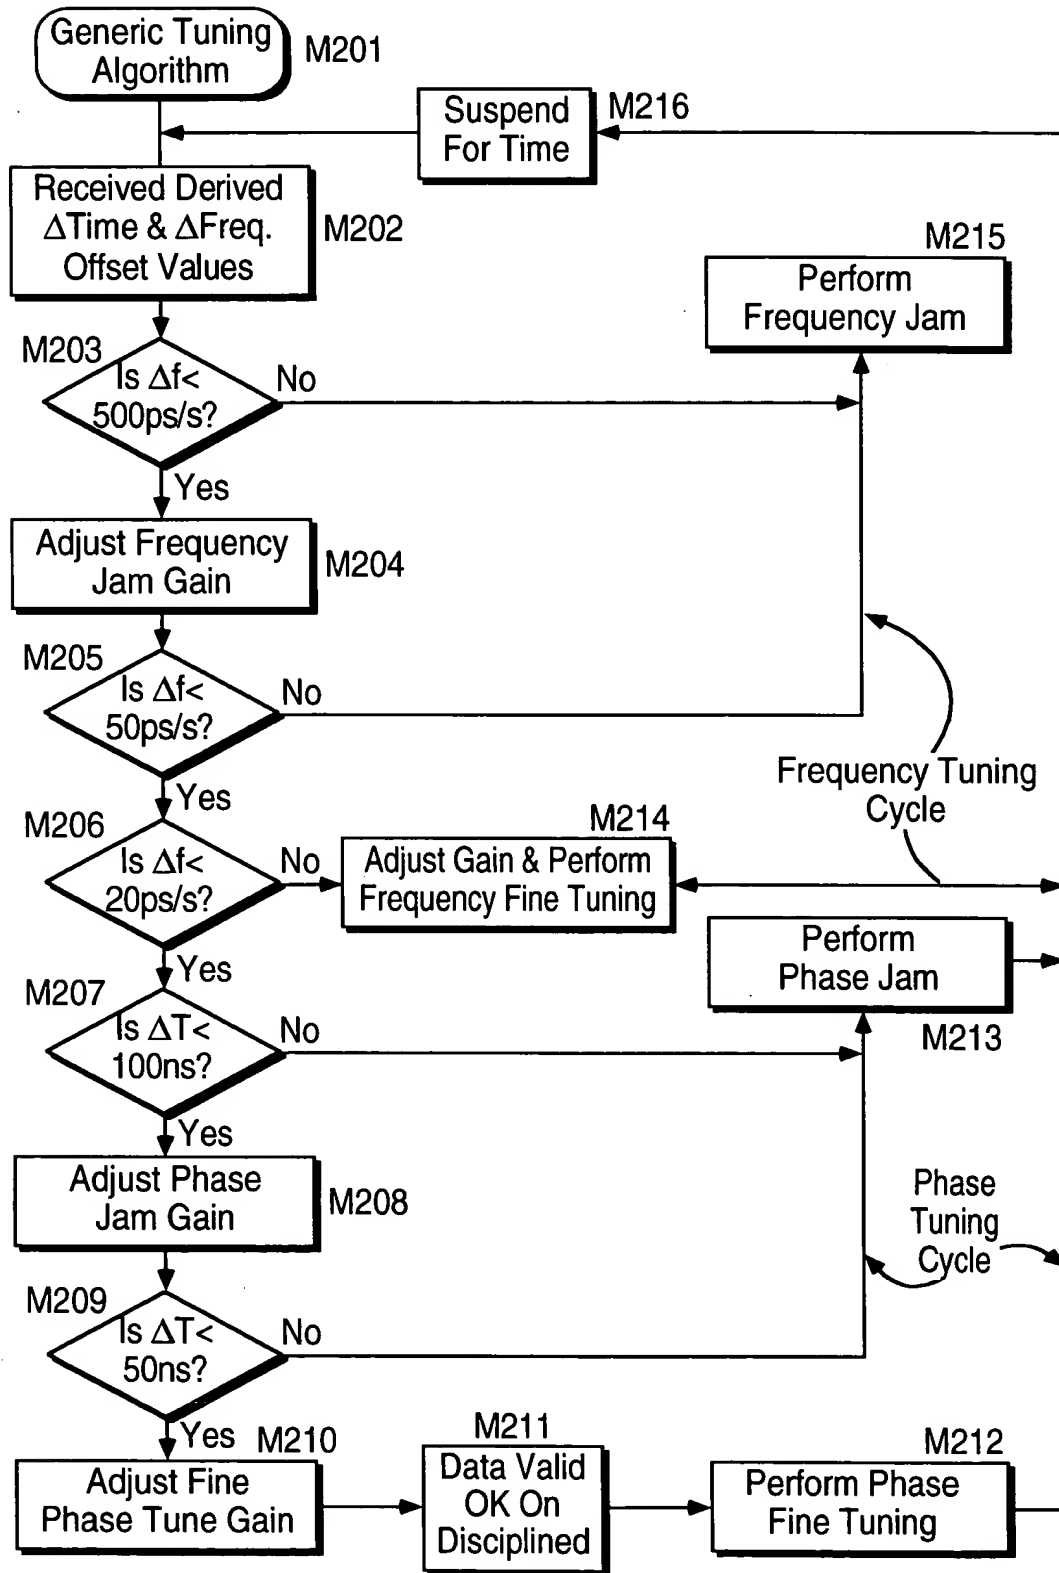 Generic Tuning
Algorithm
M201
Suspend
For Time
M216
Received Derived
ΔTime & ΔFreq.
Offset Values
M202
M215
Perform
Frequency Jam
M203
Is Δf<
500ps/s?
No
Yes
Adjust Frequency
Jam Gain
M204
M205
Is Δf<
50ps/s?
No
Yes
Frequency Tuning
Cycle
M206
Is Δf<
20ps/s?
No
M214
Adjust Gain & Perform
Frequency Fine Tuning
Yes
Perform
Phase Jam
M213
M207
Is ΔT<
100ns?
No
Yes
Adjust Phase
Jam Gain
M208
Phase
Tuning
Cycle
M209
Is ΔT<
50ns?
No
Yes
M210
Adjust Fine
Phase Tune Gain
M211
Data Valid
OK On
Disciplined
M212
Perform Phase
Fine Tuning